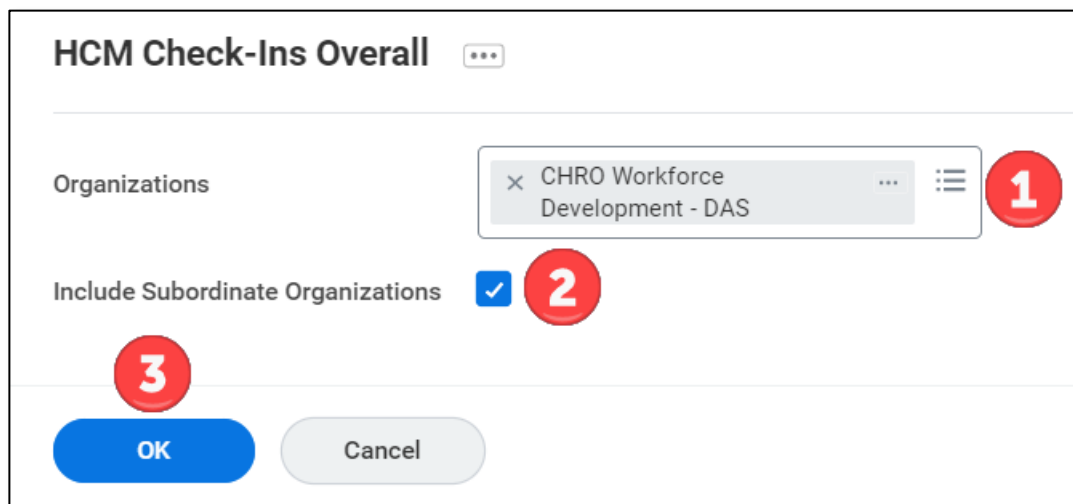 HCM Check-Ins Overall
Organizations
CHRO Workforce
Development - DAS
1
Include Subordinate Organizations
2
3
OK
Cancel